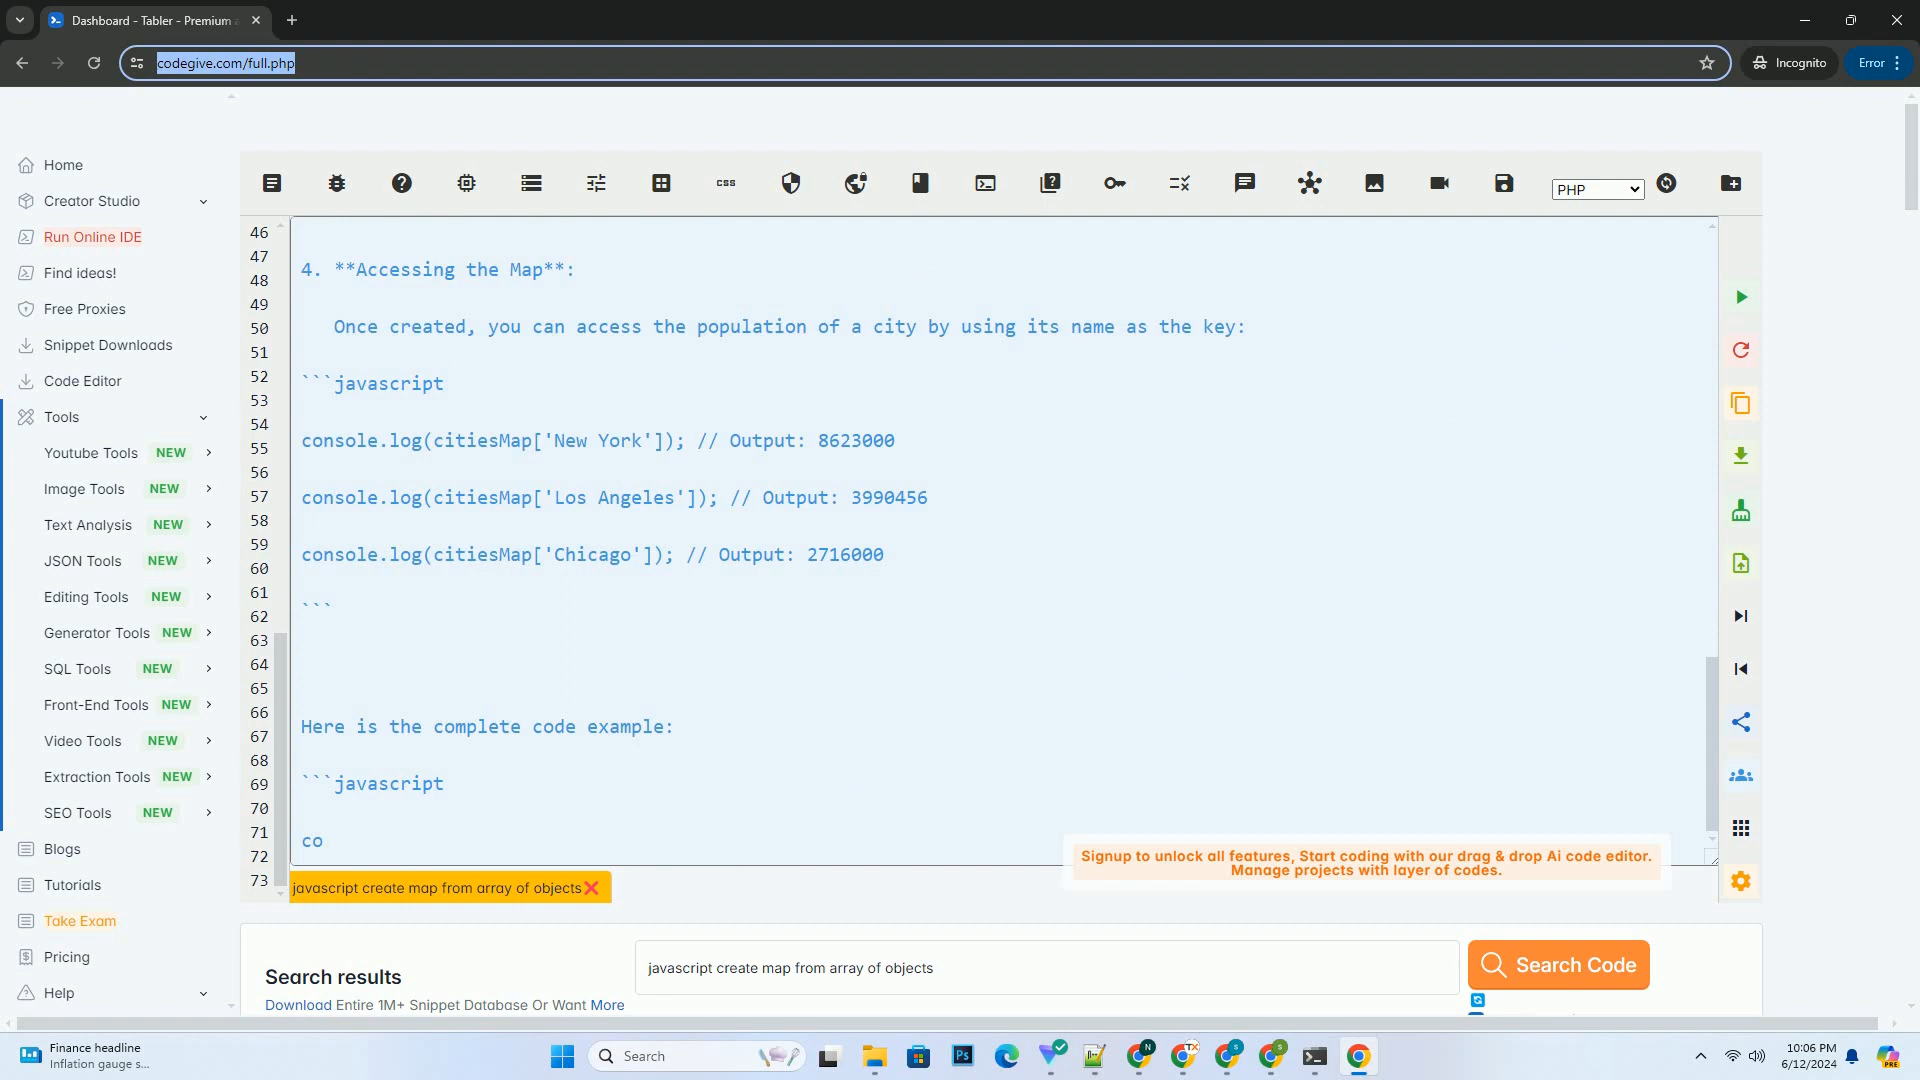 Dashboard - Tabler - Premium
codegive.com/full.php
Incognito
Error
Home
Creator Studio
Run Online IDE
Find ideas!
Free Proxies
Snippet Downloads
Code Editor
Tools
Youtube Tools NEW
Image Tools NEW
Text Analysis NEW
JSON Tools NEW
Editing Tools NEW
Generator Tools NEW
SQL Tools NEW
Front-End Tools NEW
Video Tools NEW
Extraction Tools NEW
SEO Tools NEW
Blogs
Tutorials
Take Exam
Pricing
Help
css
PHP
46
47
48
49
50
51
52
53
54
55
56
57
58
59
60
61
62
63
64
65
66
67
68
69
70
71
72
73
4. **Accessing the Map**:
Once created, you can access the population of a city by using its name as the key:
```javascript
console.log(citiesMap['New York']); // Output: 8623000
console.log(citiesMap['Los Angeles']); // Output: 3990456
console.log(citiesMap['Chicago']); // Output: 2716000
```
Here is the complete code example:
```javascript
co
Signup to unlock all features, Start coding with our drag & drop Ai code editor.
Manage projects with layer of codes.
javascript create map from array of objects❌
Search results
Download Entire 1M+ Snippet Database Or Want More
javascript create map from array of objects
Search Code
Finance headline
Inflation gauge s...
Search
10:06 PM
6/12/2024